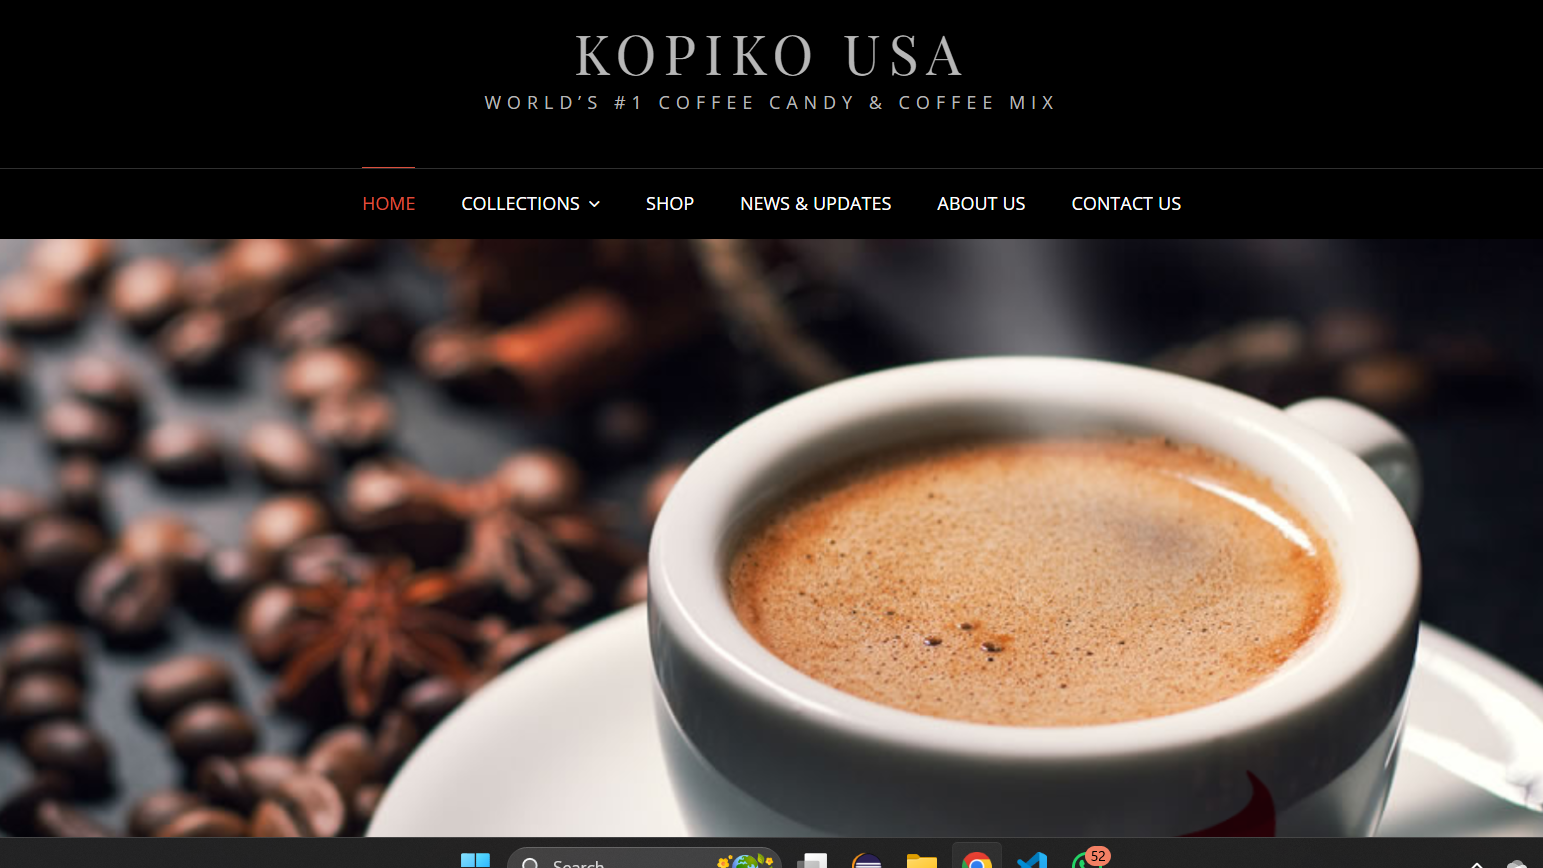 KOPIKO USA
WORLD’S #1 COFFEE CANDY & COFFEE MIX
HOME COLLECTIONS SHOP NEWS & UPDATES ABOUT US CONTACT US
Search
52